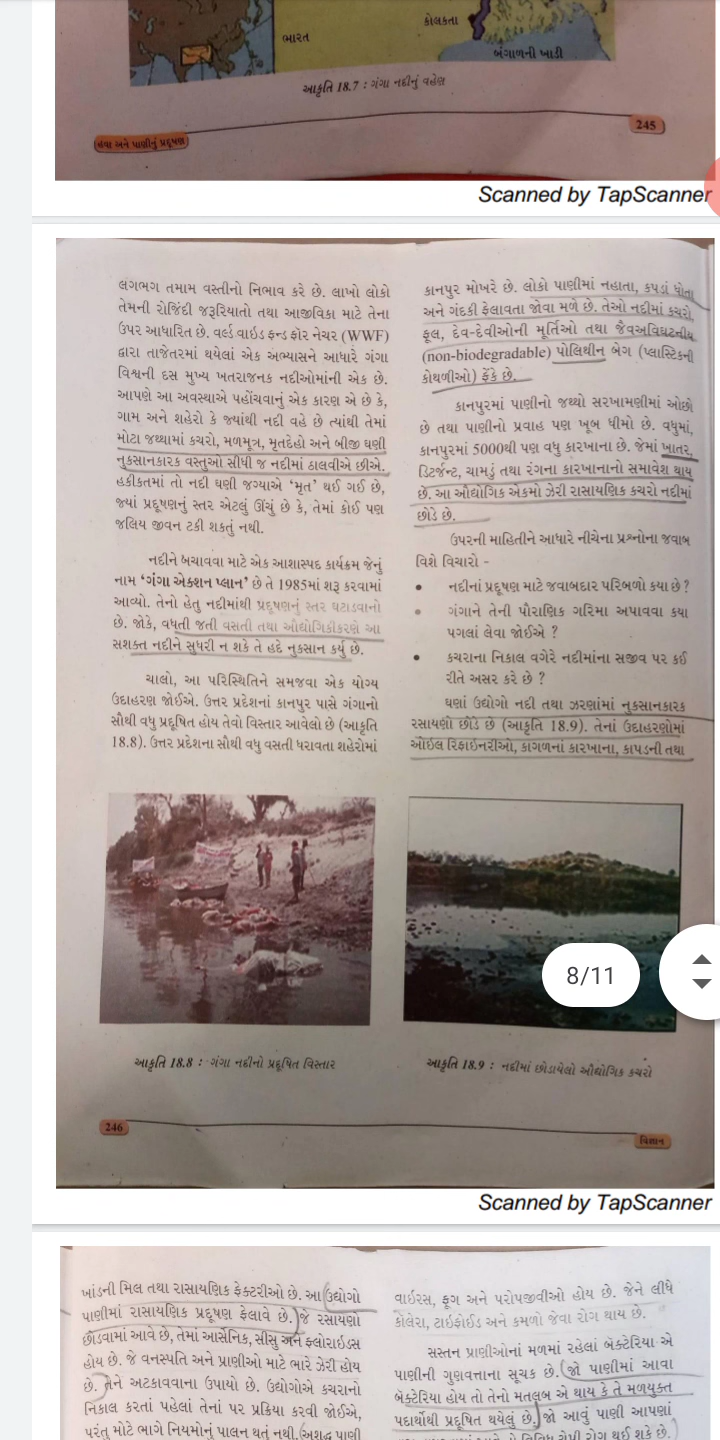 ભારત
કોલકતા
બંગાળની ખાડી
આકૃતિ 18.7 : ગંગા નદીનું વહેણ
245
હવા અને પાણીનું પ્રદૂષણ
Scanned by TapScanner
લગભગ તમામ વસ્તીનો નિભાવ કરે છે. લાખો લોકો
તેમની રોજિંદી જરૂરિયાતો તથા આજીવિકા માટે તેના
ઉપર આધારિત છે. વર્લ્ડ વાઇડ ફન્ડ ફૉર નેચર (WWF)
દ્વારા તાજેતરમાં થયેલાં એક અભ્યાસને આધારે ગંગા
વિશ્વની દસ મુખ્ય ખતરાજનક નદીઓમાંની એક છે.
આપણે આ અવસ્થાએ પહોંચવાનું એક કારણ એ છે કે,
ગામ અને શહેરો કે જ્યાંથી નદી વહે છે ત્યાંથી તેમાં
મોટા જથ્થામાં કચરો, મળમૂત્ર, મૃતદેહો અને બીજી ઘણી
નુકસાનકારક વસ્તુઓ સીધી જ નદીમાં ઠાલવીએ છીએ.
હકીકતમાં તો નદી ઘણી જગ્યાએ ‘મૃત’ થઈ ગઈ છે,
જ્યાં પ્રદૂષણનું સ્તર એટલું ઊંચું છે કે, તેમાં કોઈ પણ
જલિય જીવન ટકી શકતું નથી.
નદીને બચાવવા માટે એક આશાસ્પદ કાર્યક્રમ જેનું
નામ ‘ગંગા એક્શન પ્લાન’ છે તે 1985માં શરૂ કરવામાં
આવ્યો. તેનો હેતુ નદીમાંથી પ્રદૂષણનું સ્તર ઘટાડવાનો
છે. જોકે, વધતી જતી વસતી તથા ઔદ્યોગિકીકરણે આ
સશક્ત નદીને સુધરી ન શકે તે હદે નુકસાન કર્યુ છે.
ચાલો, આ પરિસ્થિતિને સમજવા એક યોગ્ય
ઉદાહરણ જોઈએ. ઉત્તર પ્રદેશનાં કાનપુર પાસે ગંગાનો
સૌથી વધુ પ્રદૂષિત હોય તેવો વિસ્તાર આવેલો છે (આકૃતિ
18.8). ઉત્તર પ્રદેશના સૌથી વધુ વસતી ધરાવતા શહેરોમાં
કાનપુર મોખરે છે. લોકો પાણીમાં નહાતા, કપડાં ધોતા
અને ગંદકી ફેલાવતા જોવા મળે છે. તેઓ નદીમાં કચરો,
ફૂલ, દેવ-દેવીઓની મૂર્તિઓ તથા જૈવઅવિઘટનીય
(non-biodegradable) પોલિથીન બેગ (પ્લાસ્ટિકની
કોથળીઓ) ફેંકે છે.
કાનપુરમાં પાણીનો જથ્થો સરખામણીમાં ઓછો
છે તથા પાણીનો પ્રવાહ પણ ખૂબ ધીમો છે. વધુમાં,
કાનપુરમાં 5000થી પણ વધુ કારખાના છે. જેમાં ખાતર,
ડિટર્જન્ટ, ચામડું તથા રંગના કારખાનાનો સમાવેશ થાય
છે. આ ઔદ્યોગિક એકમો ઝેરી રાસાયણિક કચરો નદીમાં
છોડે છે.
ઉપરની માહિતીને આધારે નીચેના પ્રશ્નોના જવાબ
વિશે વિચારો -
• નદીનાં પ્રદૂષણ માટે જવાબદાર પરિબળો કયા છે ?
• ગંગાને તેની પૌરાણિક ગરિમા અપાવવા કયા
પગલાં લેવા જોઈએ ?
• કચરાના નિકાલ વગેરે નદીમાંના સજીવ પર કઈ
રીતે અસર કરે છે ?
ઘણાં ઉદ્યોગો નદી તથા ઝરણાંમાં નુકસાનકારક
રસાયણો છોડે છે (આકૃતિ 18.9). તેનાં ઉદાહરણોમાં
ઑઈલ રિફાઇનરીઓ, કાગળનાં કારખાના, કાપડની તથા
8/11
આકૃતિ 18.8 : ગંગા નદીનો પ્રદૂષિત વિસ્તાર
આકૃતિ 18.9 : નદીમાં છોડાયેલો ઔદ્યોગિક કચરો
246
વિજ્ઞાન
Scanned by TapScanner
ખાંડની મિલ તથા રાસાયણિક ફેક્ટરીઓ છે. આ ઉદ્યોગો
પાણીમાં રાસાયણિક પ્રદૂષણ ફેલાવે છે. જે રસાયણો
છોડવામાં આવે છે, તેમાં આર્સેનિક, સીસુ અને ફ્લોરાઇડસ
હોય છે. જે વનસ્પતિ અને પ્રાણીઓ માટે ભારે ઝેરી હોય
છે. તેને અટકાવવાના ઉપાયો છે. ઉદ્યોગોએ કચરાનો
નિકાલ કરતાં પહેલાં તેનાં પર પ્રક્રિયા કરવી જોઈએ,
પરંતુ મોટે ભાગે નિયમોનું પાલન થતું નથી. (અશુદ્ધ પાણી
વાઇરસ, ફૂગ અને પરોપજીવીઓ હોય છે. જેને લીધે
કોલેરા, ટાઇફોઈડ અને કમળો જેવા રોગ થાય છે.
સસ્તન પ્રાણીઓનાં મળમાં રહેલાં બેક્ટેરિયા એ
પાણીની ગુણવત્તાના સૂચક છે. (જો પાણીમાં આવા
બેક્ટેરિયા હોય તો તેનો મતલબ એ થાય કે તે મળયુક્ત
પદાર્થોથી પ્રદૂષિત થયેલું છે. જો આવું પાણી આપણાં